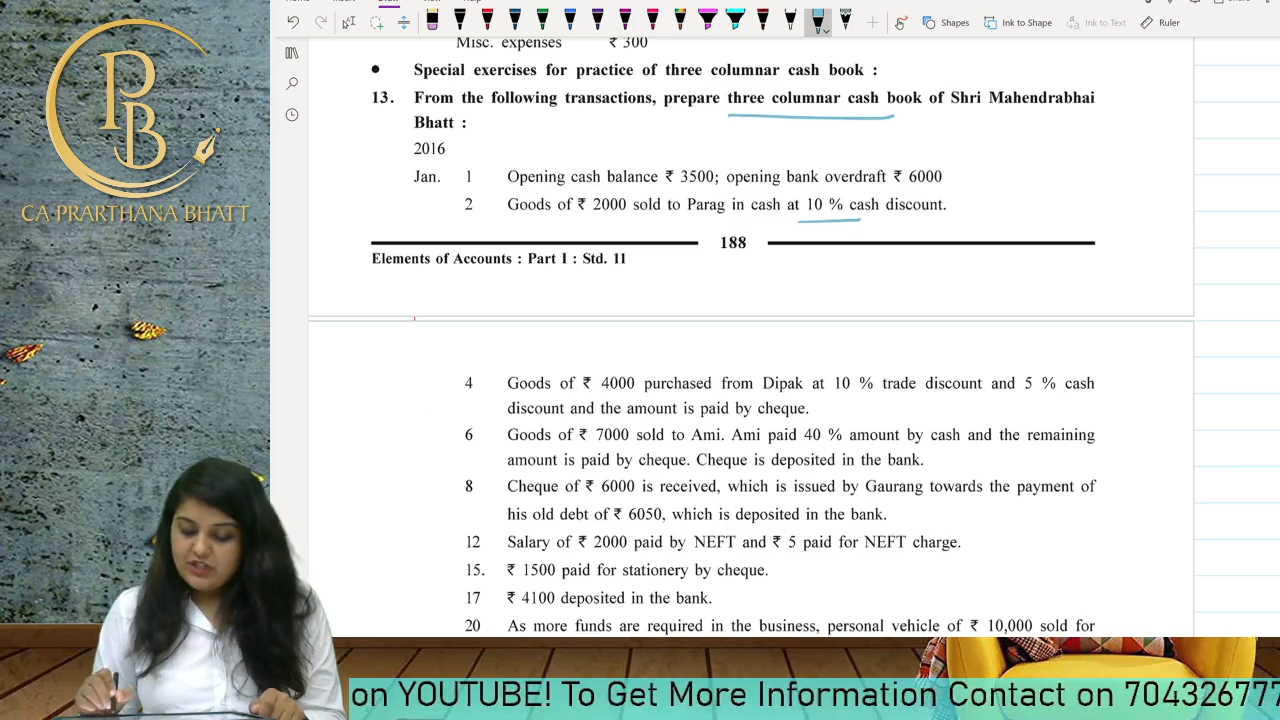 Misc. expenses ₹ 300
• Special exercises for practice of three columnar cash book :
13. From the following transactions, prepare three columnar cash book of Shri Mahendrabhai
Bhatt :
2016
Jan. 1 Opening cash balance ₹ 3500; opening bank overdraft ₹ 6000
2 Goods of ₹ 2000 sold to Parag in cash at 10 % cash discount.
188
Elements of Accounts : Part I : Std. 11
4 Goods of ₹ 4000 purchased from Dipak at 10 % trade discount and 5 % cash
discount and the amount is paid by cheque.
6 Goods of ₹ 7000 sold to Ami. Ami paid 40 % amount by cash and the remaining
amount is paid by cheque. Cheque is deposited in the bank.
8 Cheque of ₹ 6000 is received, which is issued by Gaurang towards the payment of
his old debt of ₹ 6050, which is deposited in the bank.
12 Salary of ₹ 2000 paid by NEFT and ₹ 5 paid for NEFT charge.
15. ₹ 1500 paid for stationery by cheque.
17 ₹ 4100 deposited in the bank.
20 As more funds are required in the business, personal vehicle of ₹ 10,000 sold for
Shapes Ink to Shape Ink to Text Ruler
PB
CA PRARTHANA BHATT
on YOUTUBE! To Get More Information Contact on 704326777